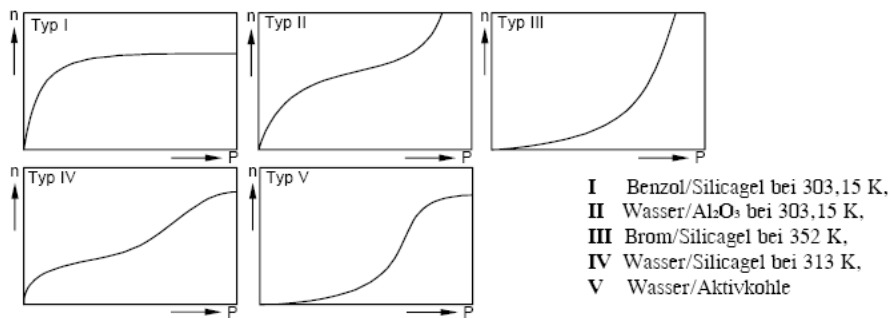 n
Typ I
P
n
Typ II
P
n
Typ III
P
n
Typ IV
P
n
Typ V
P
I Benzol/Silicagel bei 303,15 K,
II Wasser/Al₂O₃ bei 303,15 K,
III Brom/Silicagel bei 352 K,
IV Wasser/Silicagel bei 313 K,
V Wasser/Aktivkohle